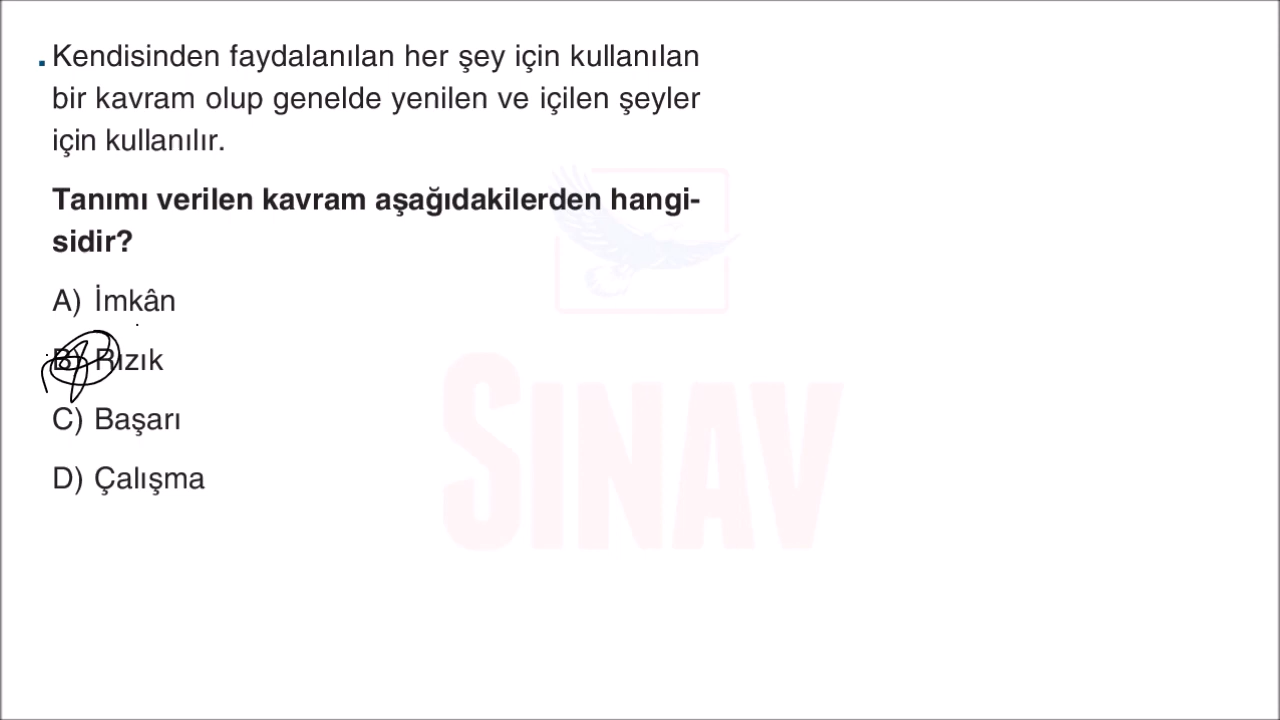 . Kendisinden faydalanılan her şey için kullanılan
bir kavram olup genelde yenilen ve içilen şeyler
için kullanılır.
Tanımı verilen kavram aşağıdakilerden hangi-
sidir?
A) İmkân
B) Rızık
C) Başarı
D) Çalışma
SINAV